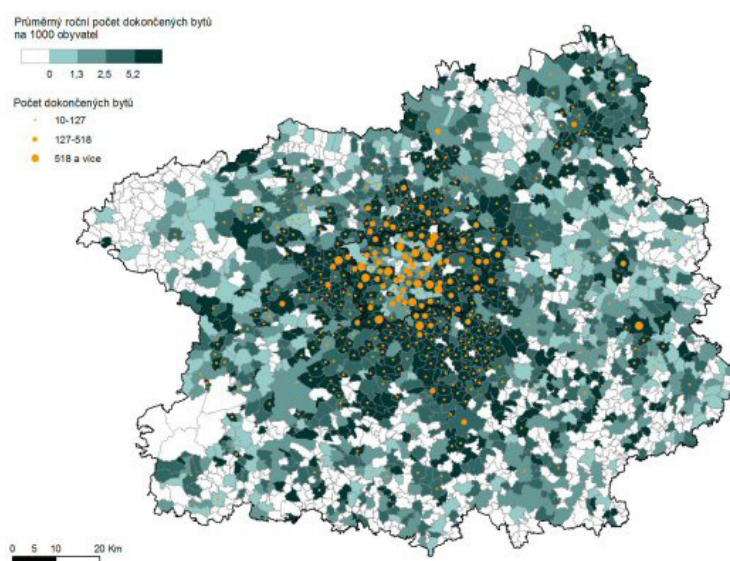 Průměrný roční počet dokončených bytů
na 1000 obyvatel
0 1,3 2,5 5,2
Počet dokončených bytů
10-127
127-518
518 a více
0 5 10 20 Km